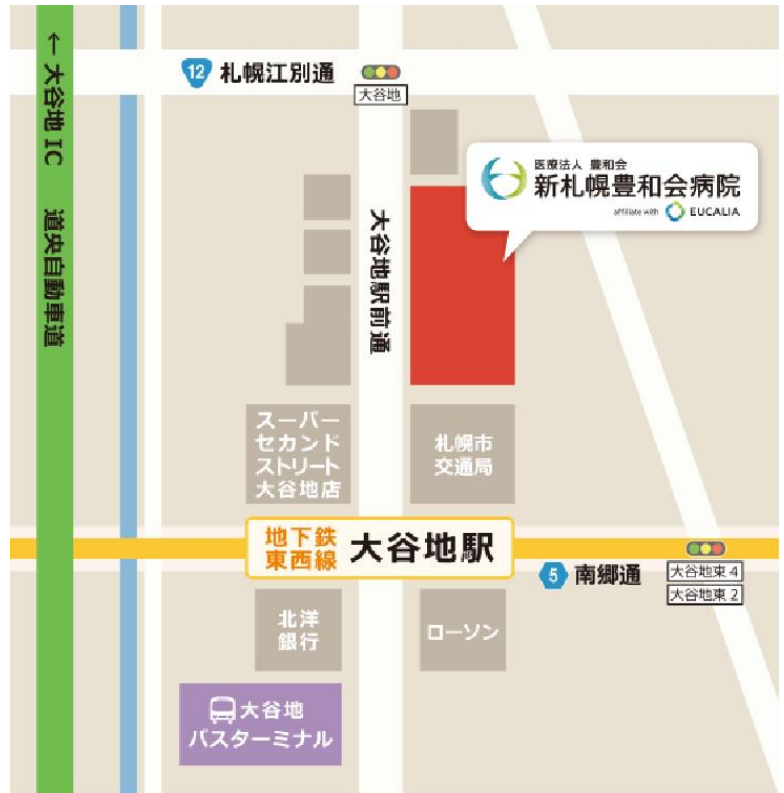 ← 大谷地IC 道央自動車道
12 札幌江別通
大谷地
医療法人 豊和会
新札幌豊和会病院
affiliate with EUCALIA
大谷地駅前通
スーパー
セカンド
ストリート
大谷地店
札幌市
交通局
地下鉄
東西線
大谷地駅
5 南郷通
大谷地東4
大谷地東2
北洋
銀行
ローソン
大谷地
バスターミナル